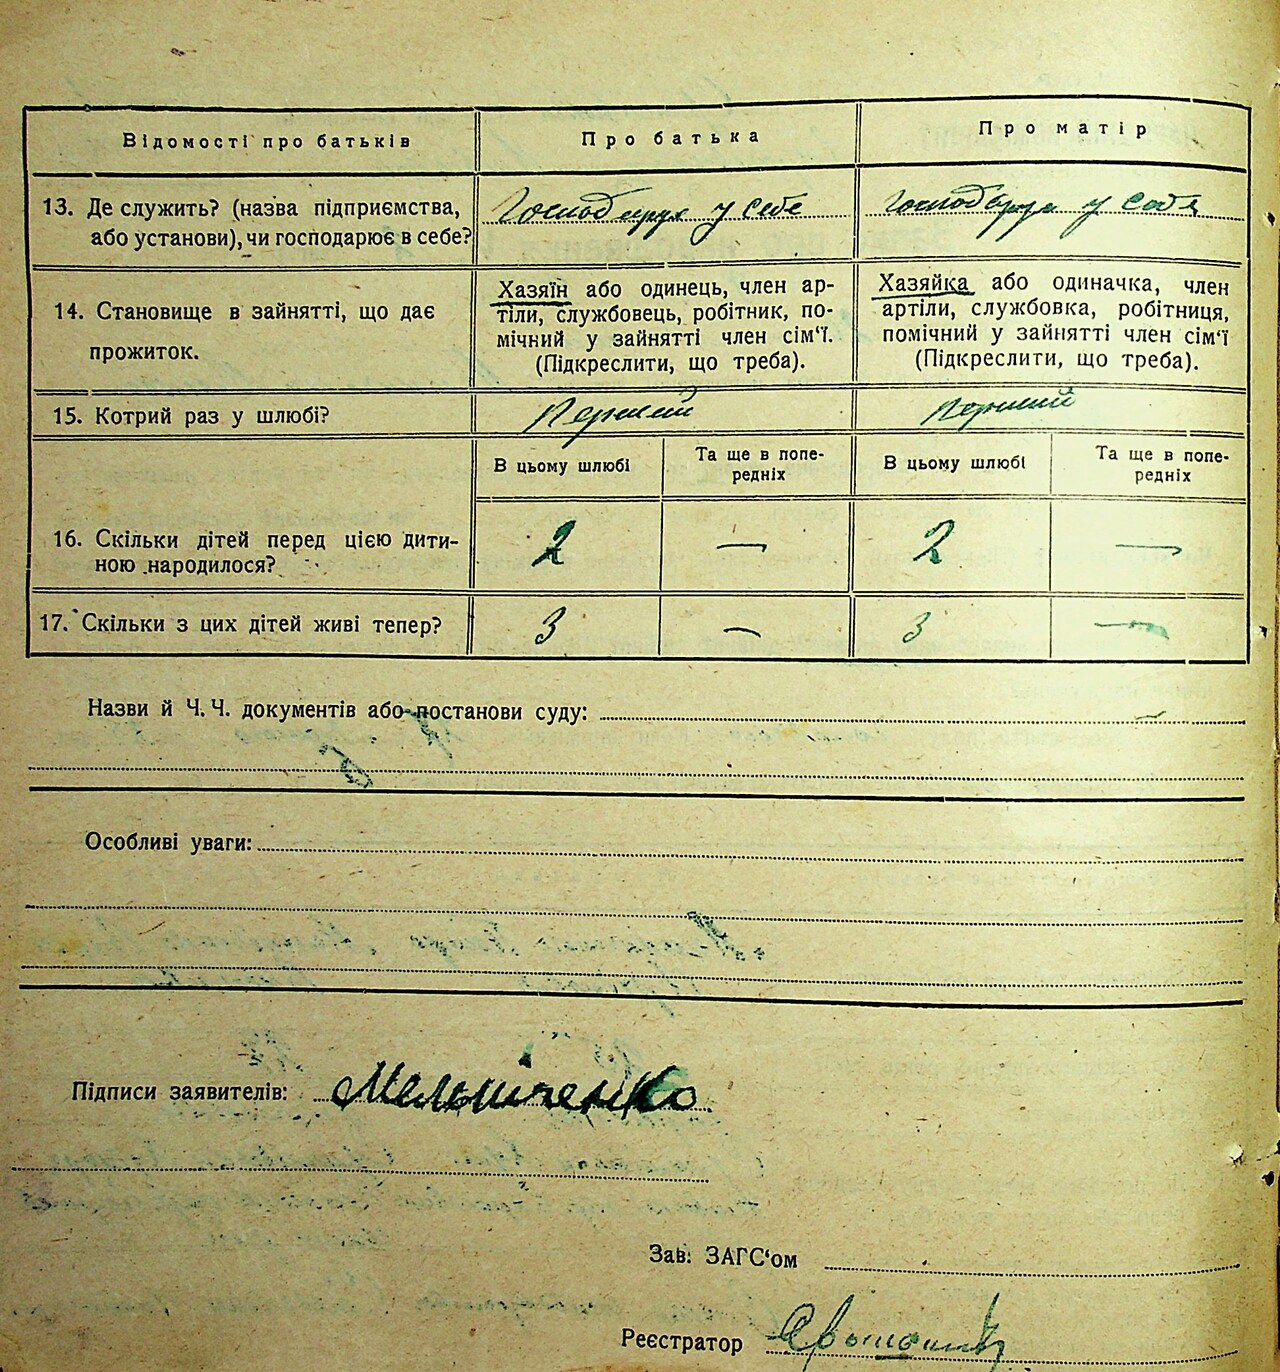 Відомості про батьків Про батька Про матір
13. Де служить? (назва підприємства, або установи), чи господарює в себе? Господарює у себе Господарює у себе
14. Становище в зайнятті, що дає прожиток.
Хазяїн або одинець, член ар-
тіли, службовець, робітник, по-
мічний у зайнятті член сім‘ї.
(Підкреслити, що треба).
Хазяйка або одиначка, член
артіли, службовка, робітниця,
помічний у зайнятті член сім‘ї
(Підкреслити, що треба).
15. Котрий раз у шлюбі? Перший Перший
В цьому шлюбі Та ще в попе-
редніх В цьому шлюбі Та ще в попе-
редніх
16. Скільки дітей перед цією дити-
ною народилося? 2 — 2 —
17. Скільки з цих дітей живі тепер? 3 — 3 —
Назви й Ч. Ч. документів або постанови суду: —
Особливі уваги:
Підписи заявителів: Мельніченко
Зав. ЗАГС‘ом
Реєстратор